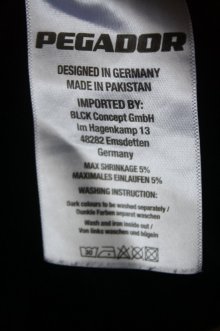 PEGADOR
DESIGNED IN GERMANY
MADE IN PAKISTAN
IMPORTED BY:
BLCK Concept GmbH
Im Hagenkamp 13
48282 Emsdetten
Germany
MAX SHRINKAGE 5%
MAXIMALES EINLAUFEN 5%
WASHING INSTRUCTION:
Dark colours to be washed separately /
Dunkle Farben separat waschen
Wash and iron inside out /
Von links waschen und bügeln
30